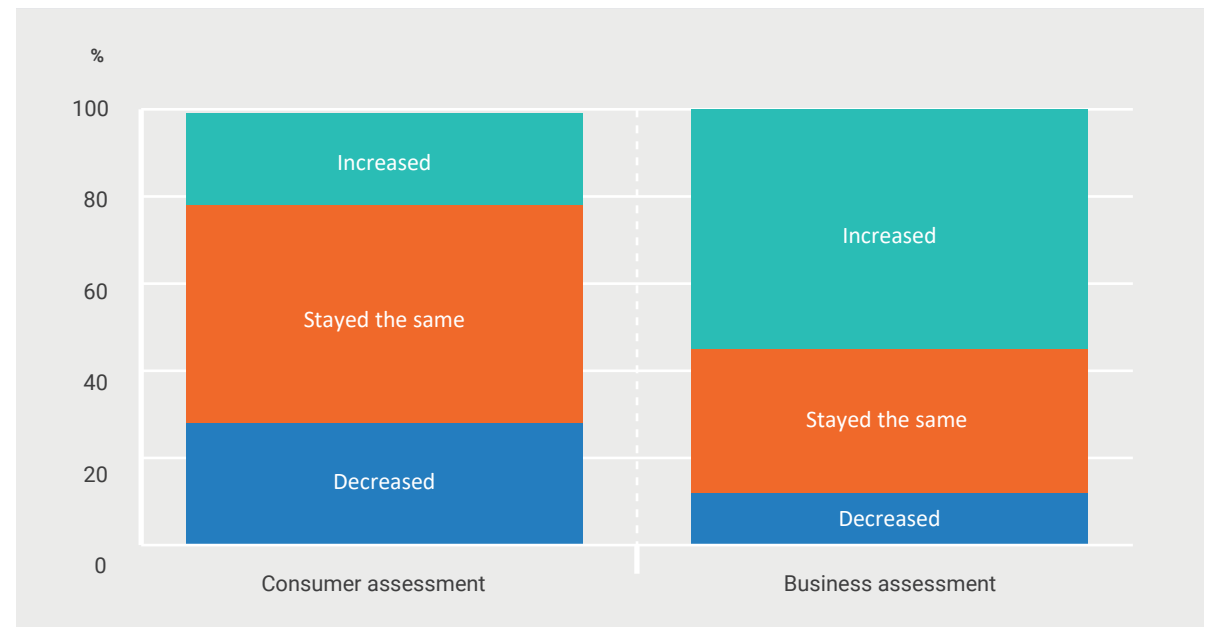 %
100
80
60
40
20
0
Increased
Stayed the same
Decreased
Increased
Stayed the same
Decreased
Consumer assessment
Business assessment